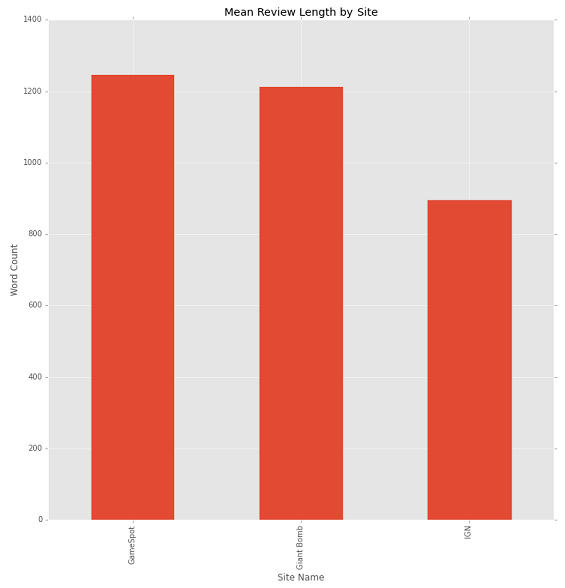 Mean Review Length by Site
1400
1200
1000
800
600
400
200
0
Word Count
GameSpot
Giant Bomb
IGN
Site Name